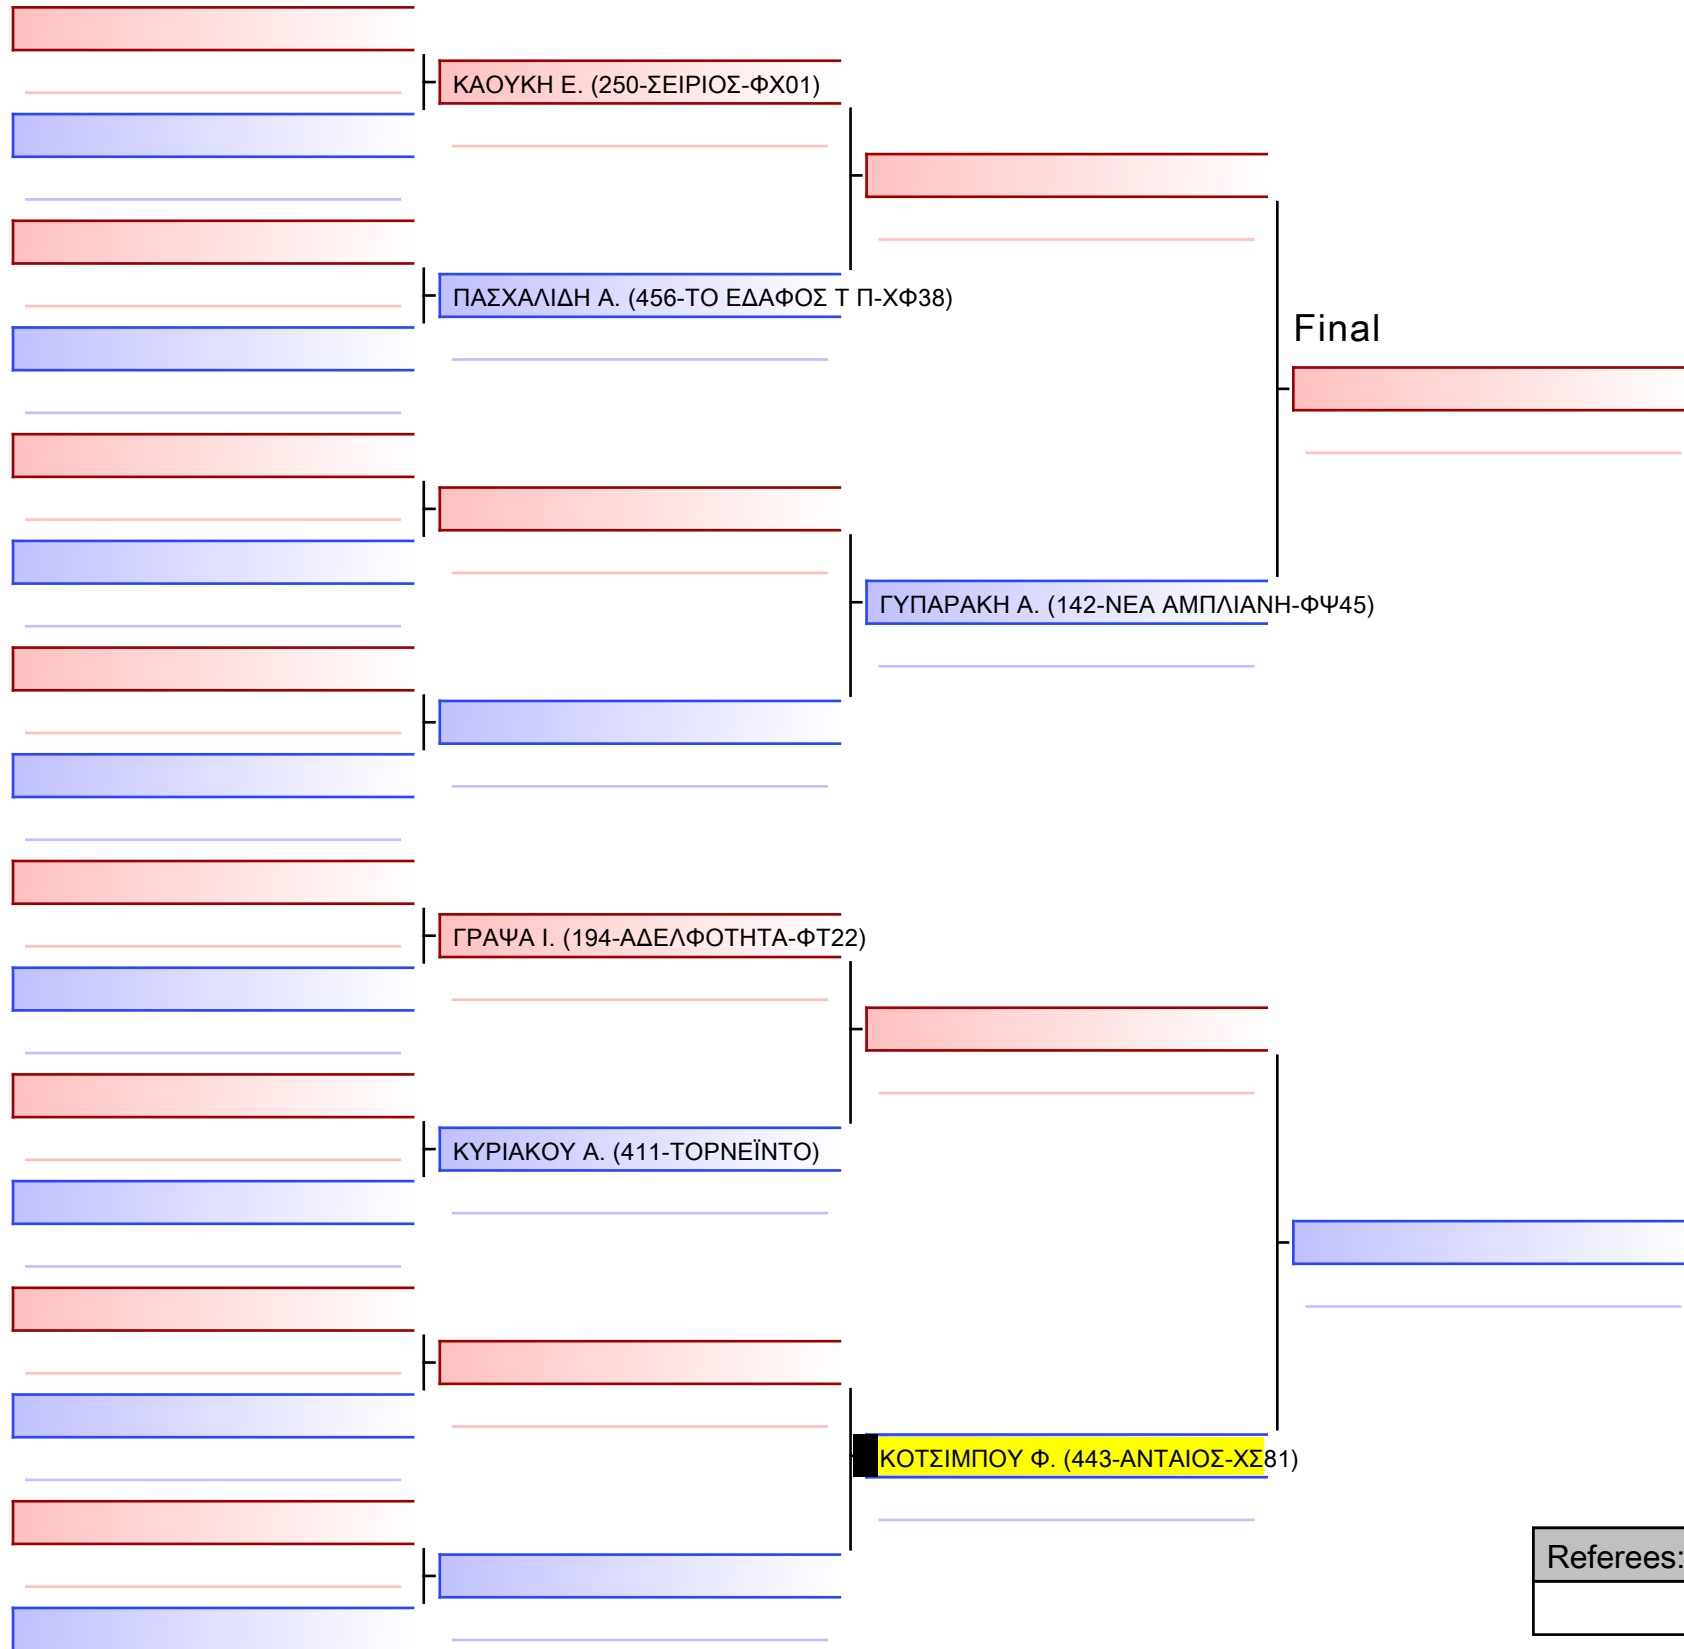 ΚΑΟΥΚΗ Ε. (250-ΣΕΙΡΙΟΣ-ΦΧ01)
ΠΑΣΧΑΛΙΔΗ Α. (456-ΤΟ ΕΔΑΦΟΣ Τ Π-ΧΦ38)
Final
ΓΥΠΑΡΑΚΗ Α. (142-ΝΕΑ ΑΜΠΛΙΑΝΗ-ΦΨ45)
ΓΡΑΨΑ Ι. (194-ΑΔΕΛΦΟΤΗΤΑ-ΦΤ22)
ΚΥΡΙΑΚΟΥ Α. (411-ΤΟΡΝΕΪΝΤΟ)
ΚΟΤΣΙΜΠΟΥ Φ. (443-ΑΝΤΑΙΟΣ-ΧΣ81)
Referees: